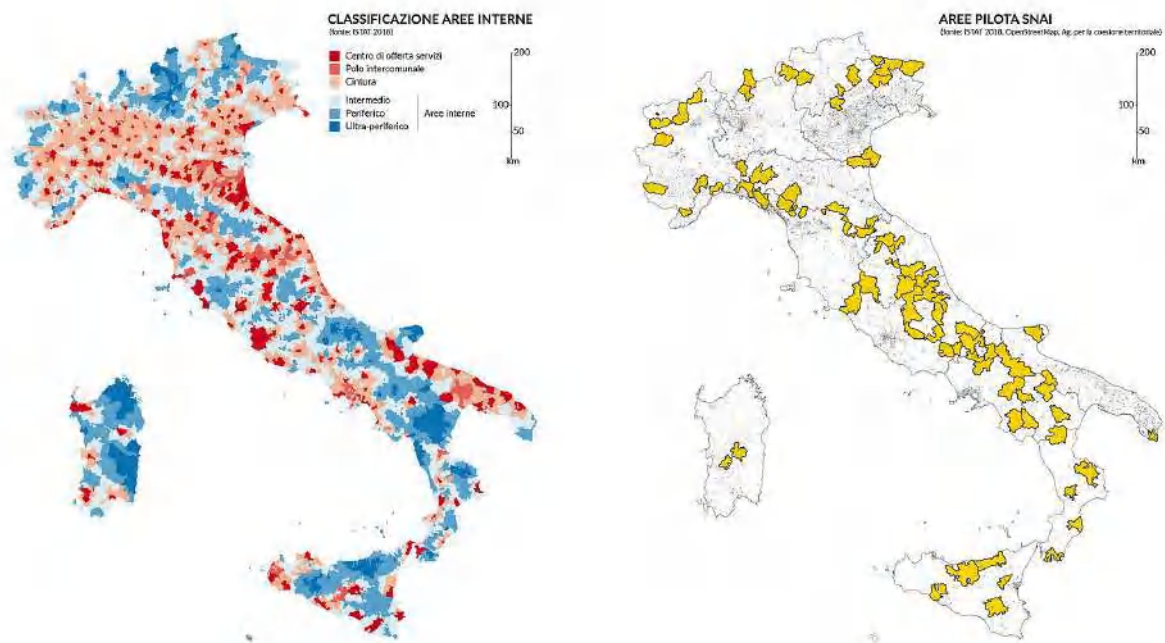 CLASSIFICAZIONE AREE INTERNE
(fonte: ISTAT 2018)
Centro di offerta servizi
Polo intercomunale
Cintura
Intermedio
Periferico
Ultra-periferico
Aree interne
200
100
50
km
AREE PILOTA SNAI
(fonte: ISTAT 2018, OpenStreetMap, Ag. per la coesione territoriale)
200
100
50
km